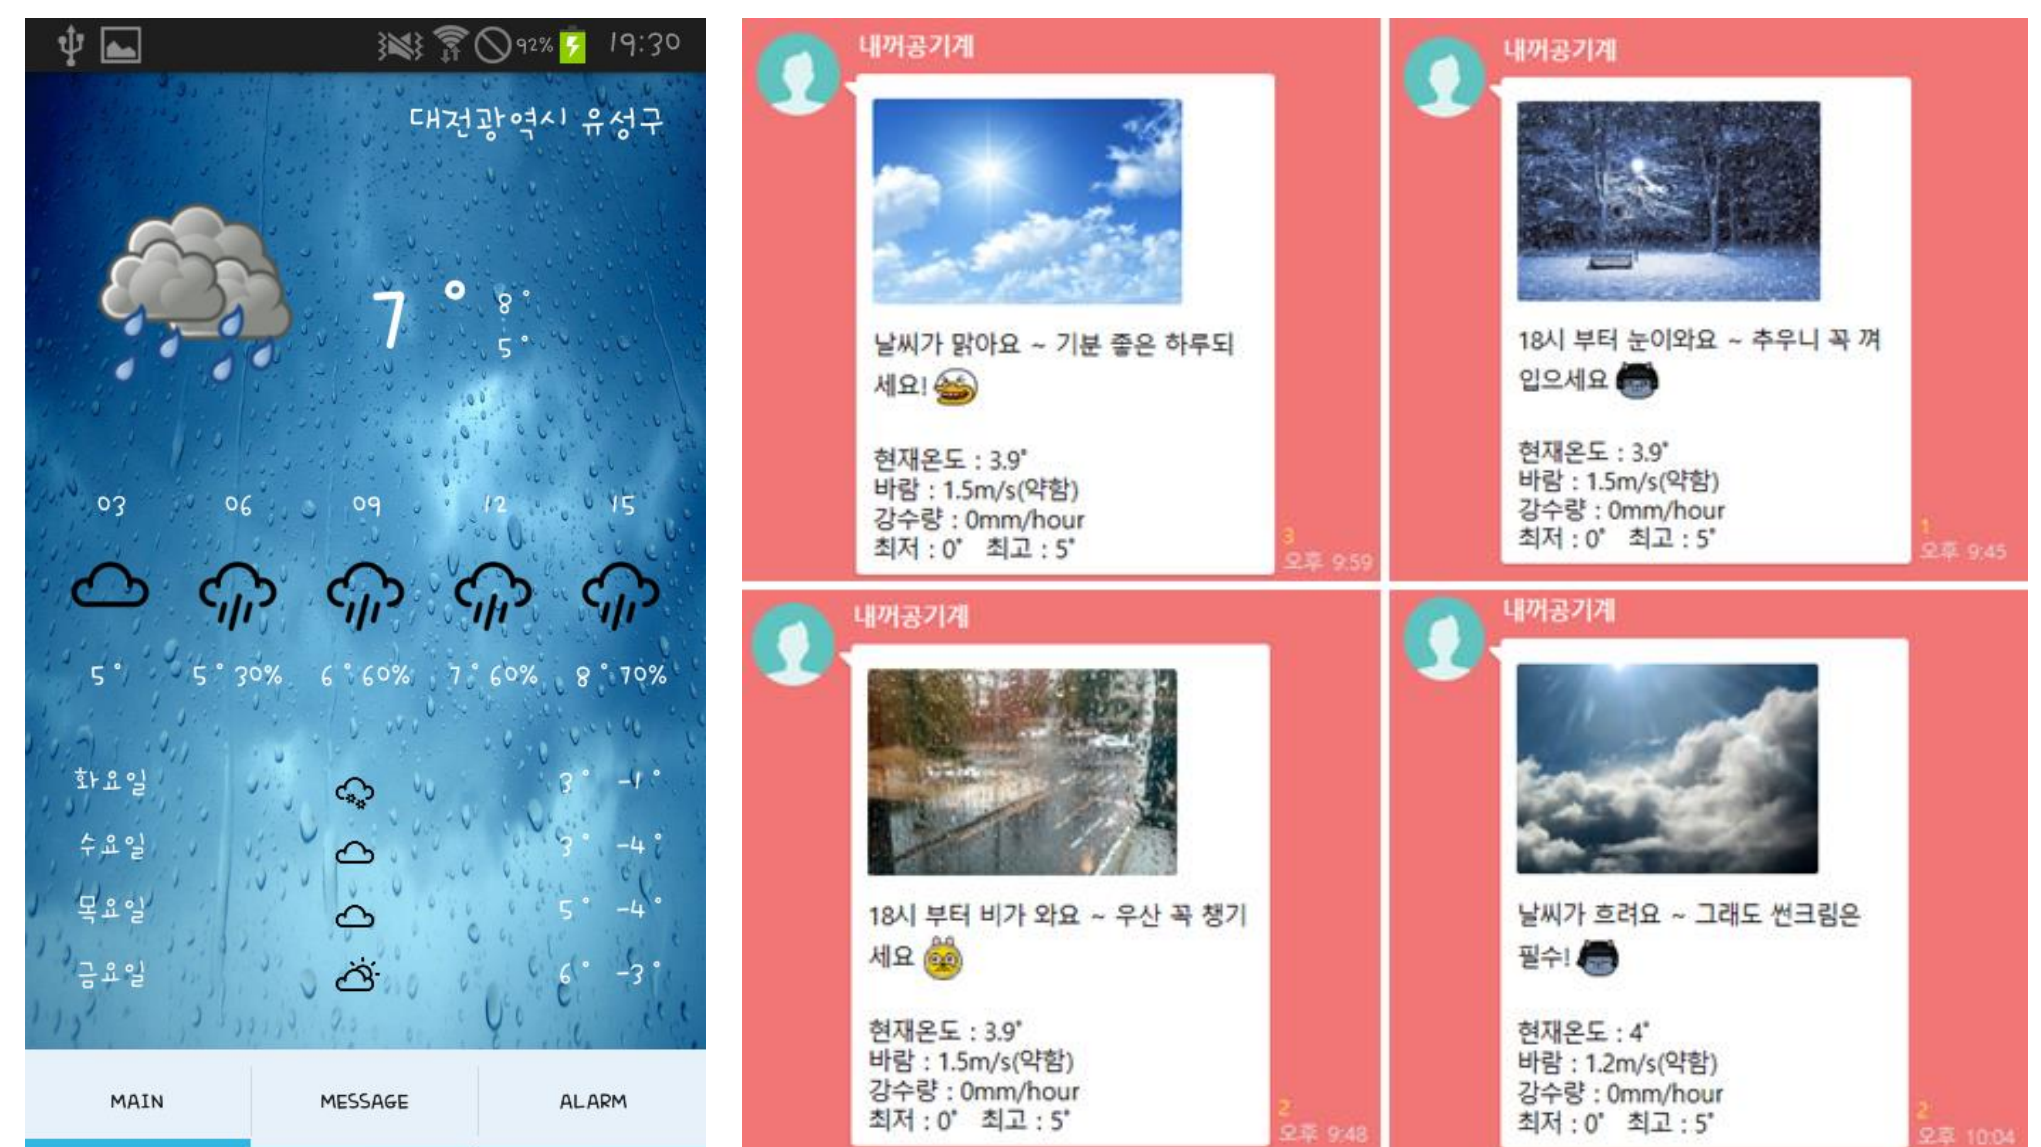 92% 19:30
대전광역시 유성구
7° 8°
5°
03 06 09 12 15
5° 5° 30% 6° 60% 7° 60% 8° 70%
화요일 3° -1°
수요일 3° -4°
목요일 5° -4°
금요일 6° -3°
MAIN MESSAGE ALARM
내꺼공기계
날씨가 맑아요 ~ 기분 좋은 하루되
세요!
현재온도 : 3.9°
바람 : 1.5m/s(약함)
강수량 : 0mm/hour
최저 : 0° 최고 : 5°
3
오후 9:59
내꺼공기계
18시 부터 눈이와요 ~ 추우니 꼭 껴
입으세요
현재온도 : 3.9°
바람 : 1.5m/s(약함)
강수량 : 0mm/hour
최저 : 0° 최고 : 5°
1
오후 9:45
내꺼공기계
18시 부터 비가 와요 ~ 우산 꼭 챙기
세요
현재온도 : 3.9°
바람 : 1.5m/s(약함)
강수량 : 0mm/hour
최저 : 0° 최고 : 5°
2
오후 9:48
내꺼공기계
날씨가 흐려요 ~ 그래도 썬크림은
필수!
현재온도 : 4°
바람 : 1.2m/s(약함)
강수량 : 0mm/hour
최저 : 0° 최고 : 5°
2
오후 10:04